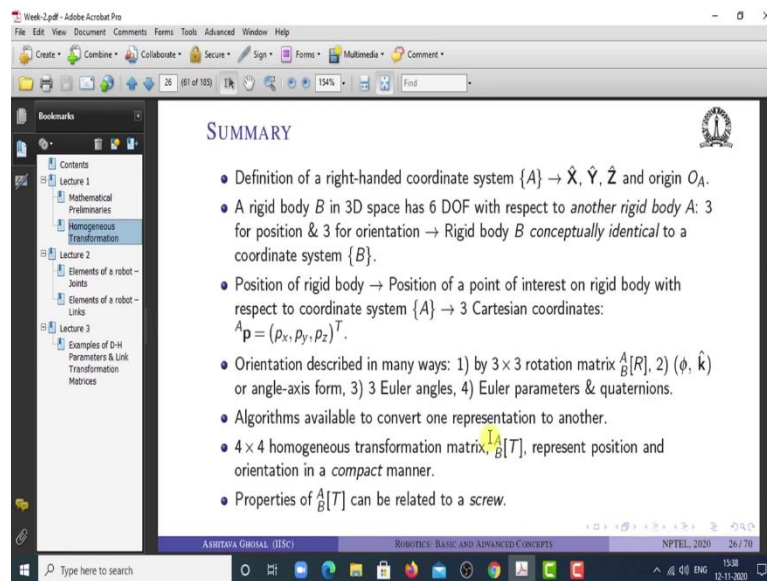 Week-2.pdf - Adobe Acrobat Pro
File Edit View Document Comments Forms Tools Advanced Window Help
Create Combine Collaborate Secure Sign Forms Multimedia Comment
26 (61 of 185) 154% Find
Bookmarks
Contents
Lecture 1
Mathematical
Preliminaries
Homogeneous
Transformation
Lecture 2
Elements of a robot –
Joints
Elements of a robot –
Links
Lecture 3
Examples of D-H
Parameters & Link
Transformation
Matrices
SUMMARY
• Definition of a right-handed coordinate system {A} → X̂, Ŷ, Ẑ and origin O_A.
• A rigid body B in 3D space has 6 DOF with respect to another rigid body A: 3
for position & 3 for orientation → Rigid body B conceptually identical to a
coordinate system {B}.
• Position of rigid body → Position of a point of interest on rigid body with
respect to coordinate system {A} → 3 Cartesian coordinates:
^A p = (p_x, p_y, p_z)^T.
• Orientation described in many ways: 1) by 3 × 3 rotation matrix ^A_B[R], 2) (φ, k̂)
or angle-axis form, 3) 3 Euler angles, 4) Euler parameters & quaternions.
• Algorithms available to convert one representation to another.
• 4 × 4 homogeneous transformation matrix, ^A_B[T], represent position and
orientation in a compact manner.
• Properties of ^A_B[T] can be related to a screw.
ASHITAVA GHOSAL (IISC) ROBOTICS: BASIC AND ADVANCED CONCEPTS NPTEL, 2020 26 / 70
Type here to search
ENG
15:38
12-11-2020